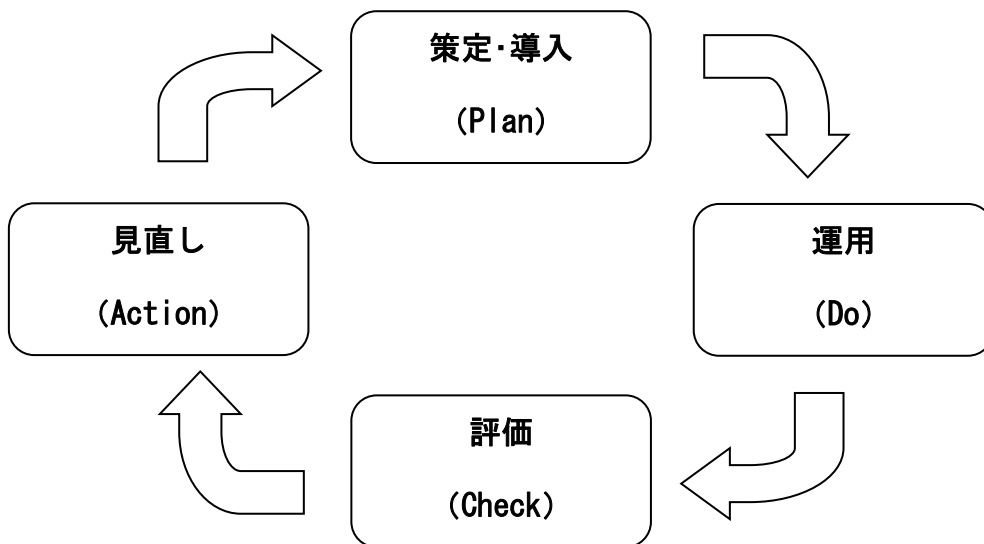 策定・導入
(Plan)
運用
(Do)
評価
(Check)
見直し
(Action)